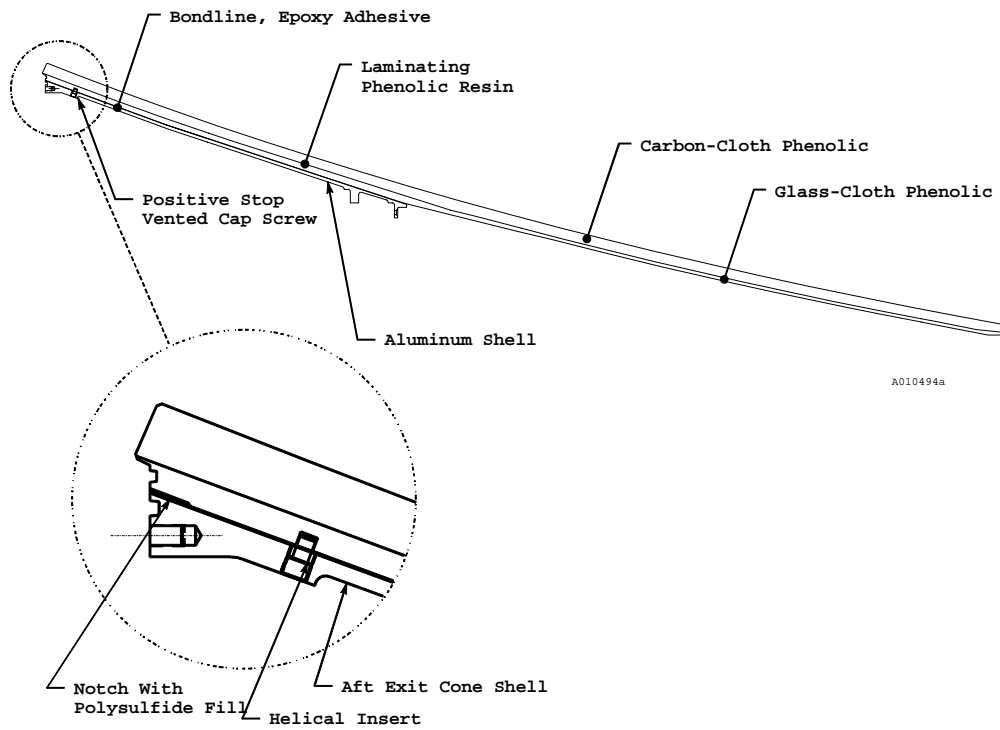 Bondline, Epoxy Adhesive
Laminating
Phenolic Resin
Carbon-Cloth Phenolic
Glass-Cloth Phenolic
Positive Stop
Vented Cap Screw
Aluminum Shell
A010494a
Notch With
Polysulfide Fill
Aft Exit Cone Shell
Helical Insert